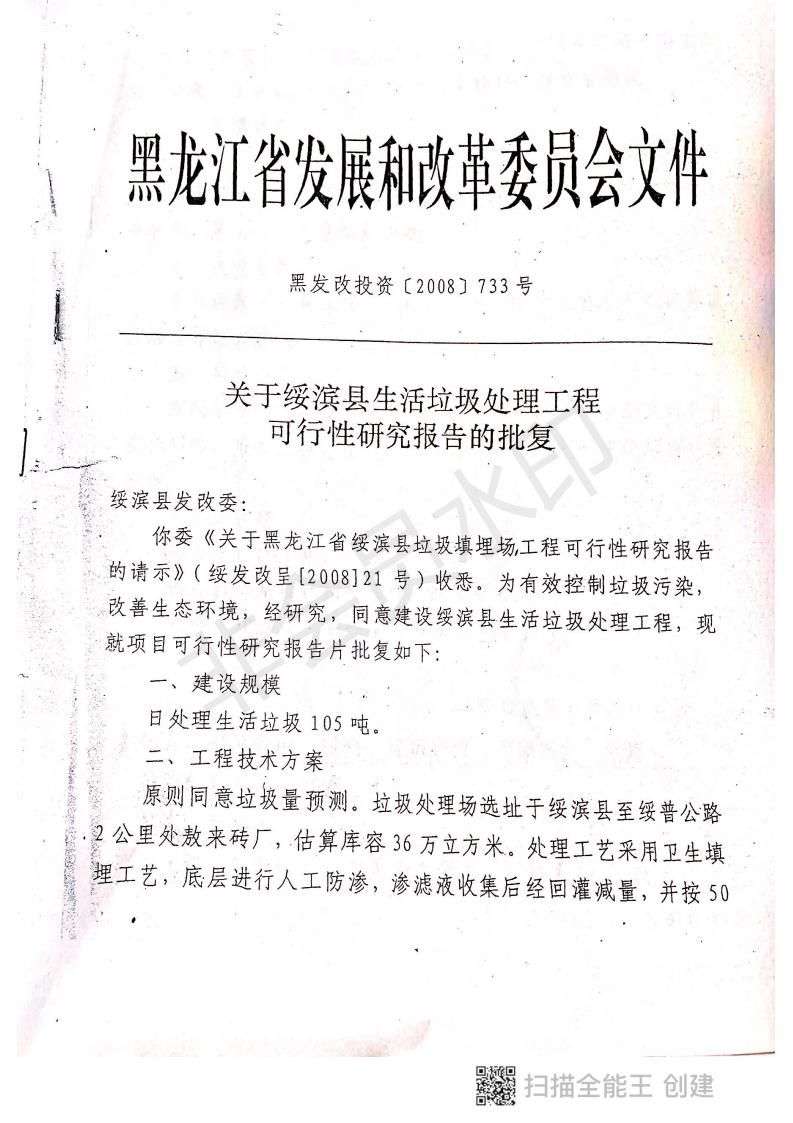 黑龙江省发展和改革委员会文件
黑发改投资〔2008〕733号
关于绥滨县生活垃圾处理工程
可行性研究报告的批复
绥滨县发改委：
你委《关于黑龙江省绥滨县垃圾填埋场工程可行性研究报告
的请示》（绥发改呈[2008]21号）收悉。为有效控制垃圾污染，
改善生态环境，经研究，同意建设绥滨县生活垃圾处理工程，现
就项目可行性研究报告片批复如下：
一、建设规模
日处理生活垃圾105吨。
二、工程技术方案
原则同意垃圾量预测。垃圾处理场选址于绥滨县至绥普公路
2公里处敖来砖厂，估算库容36万立方米。处理工艺采用卫生填
埋工艺，底层进行人工防渗，渗滤液收集后经回灌减量，并按50
非会员水印
扫描全能王 创建